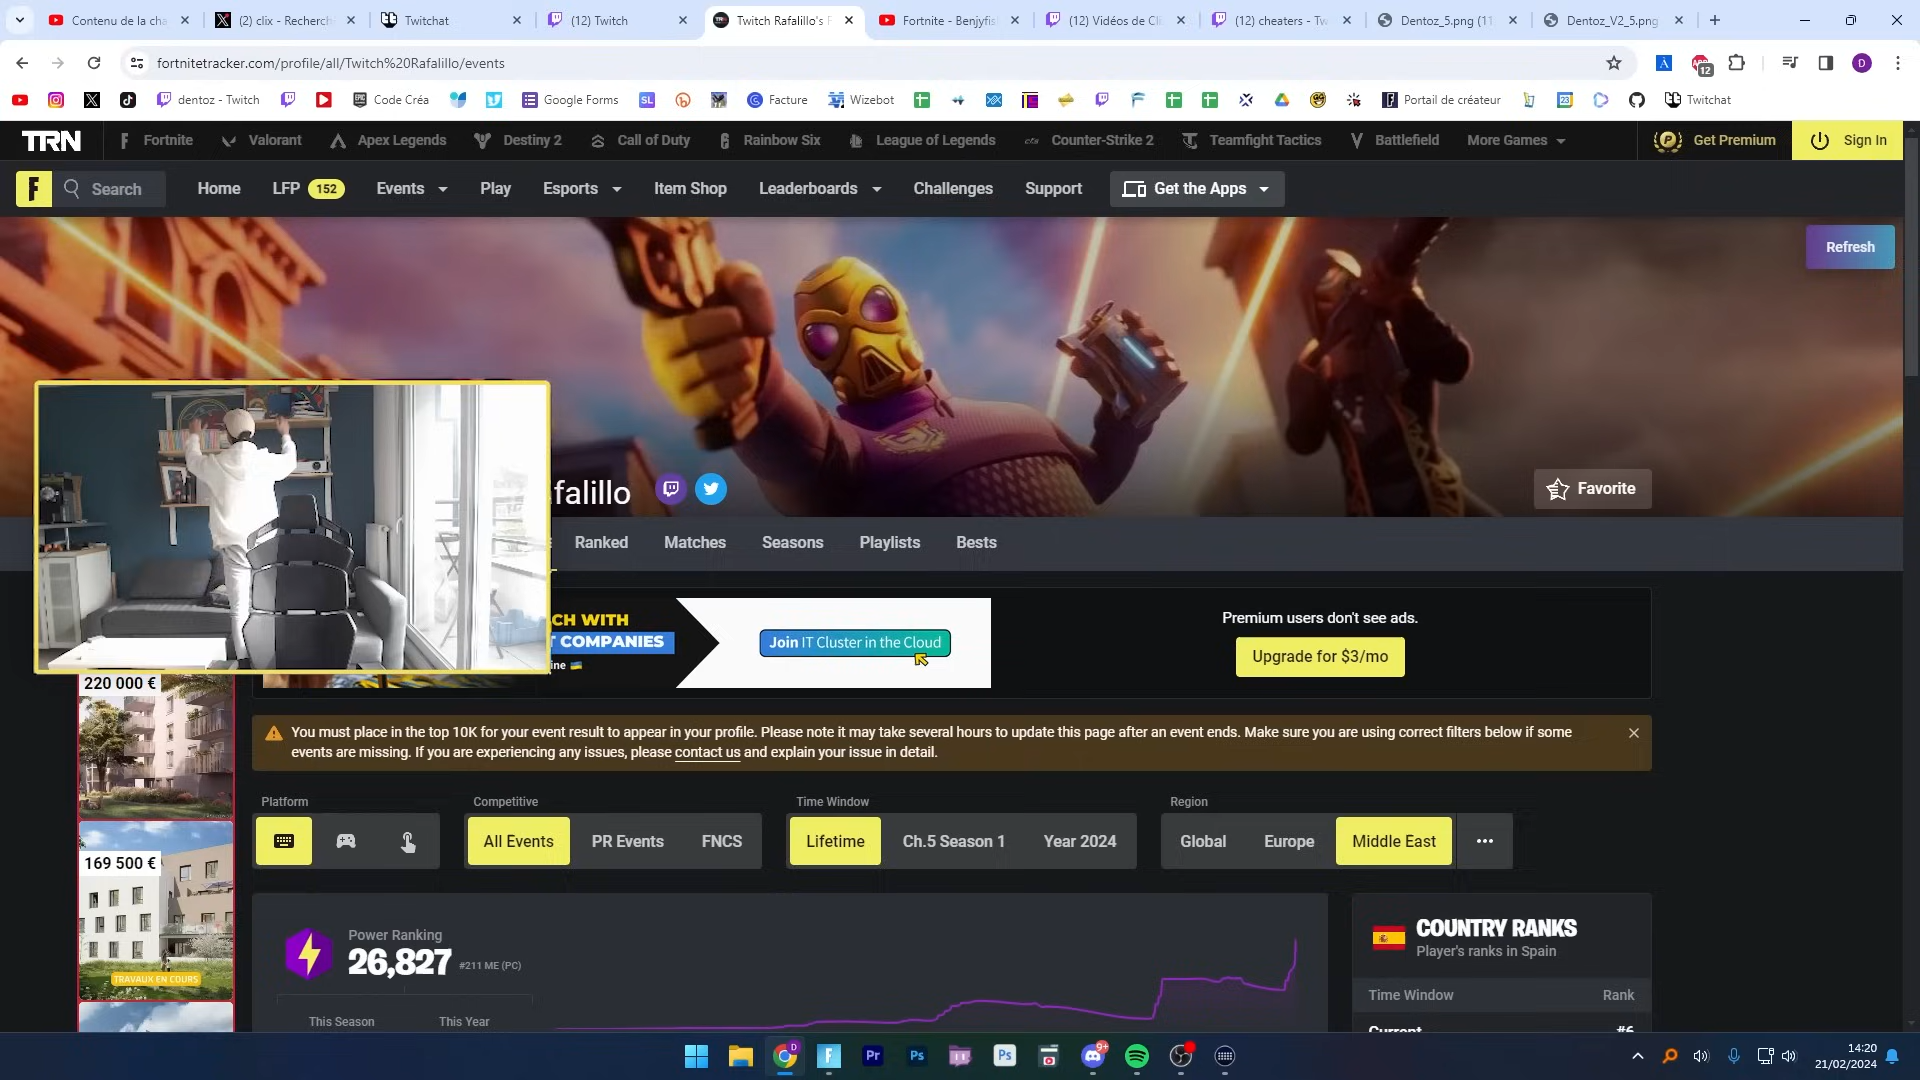 Contenu de la cha
(2) clix - Recherch
Twitchat
(12) Twitch
Twitch Rafalillo's F
Fortnite - Benjyfis
(12) Vidéos de Cli
(12) cheaters - Tw
Dentoz_5.png (11
Dentoz_V2_5.png
fortnitetracker.com/profile/all/Twitch%20Rafalillo/events
12
D
dentoz - Twitch
Code Créa
Google Forms
SL
Facture
Wizebot
23
Portail de créateur
Twitchat
TRN
Fortnite
Valorant
Apex Legends
Destiny 2
Call of Duty
Rainbow Six
League of Legends
Counter-Strike 2
Teamfight Tactics
Battlefield
More Games
Get Premium
Sign In
Search
Home
LFP 152
Events
Play
Esports
Item Shop
Leaderboards
Challenges
Support
Get the Apps
Refresh
falillo
Favorite
Ranked
Matches
Seasons
Playlists
Bests
CH WITH
T COMPANIES
ine
Join IT Cluster in the Cloud
Premium users don't see ads.
Upgrade for $3/mo
220 000 €
169 500 €
TRAVAUX EN COURS
You must place in the top 10K for your event result to appear in your profile. Please note it may take several hours to update this page after an event ends. Make sure you are using correct filters below if some
events are missing. If you are experiencing any issues, please contact us and explain your issue in detail.
Platform
Competitive
Time Window
Region
All Events
PR Events
FNCS
Lifetime
Ch.5 Season 1
Year 2024
Global
Europe
Middle East
Power Ranking
26,827 #211 ME (PC)
This Season
This Year
COUNTRY RANKS
Player's ranks in Spain
Time Window
Rank
Current
#6
Pr
Ps
Ps
9+
14:20
21/02/2024